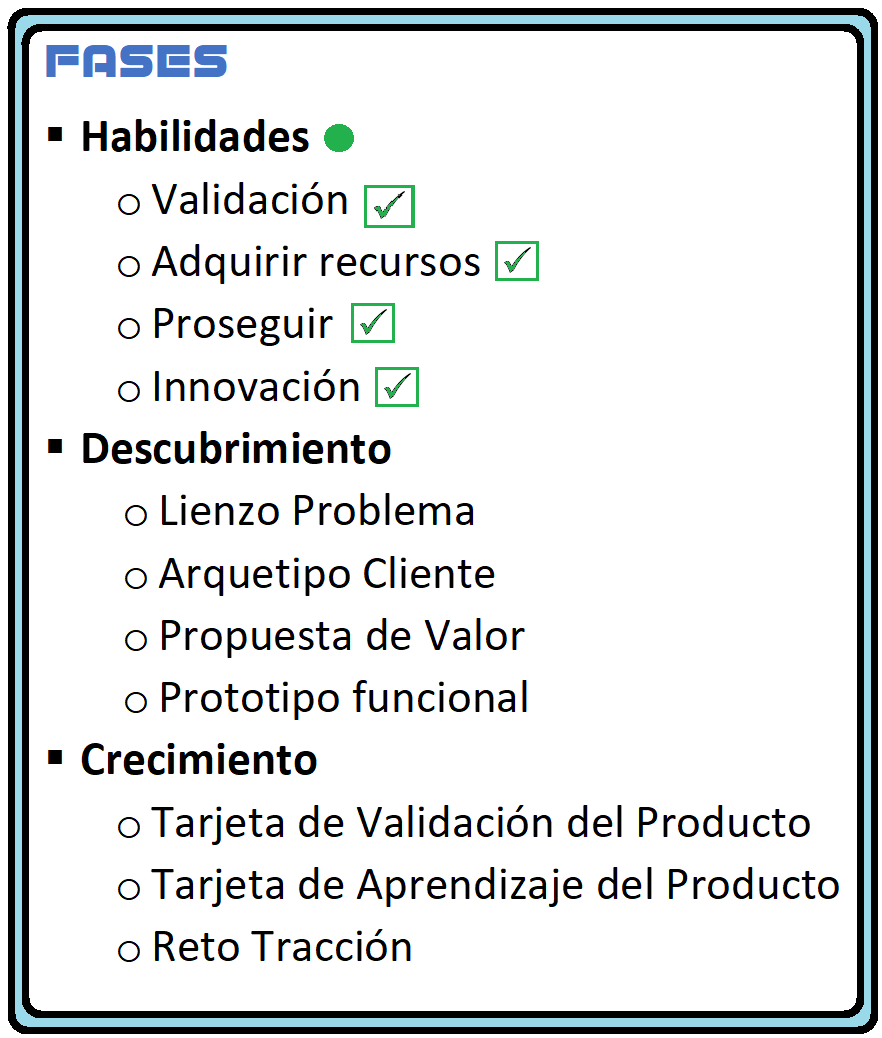 FASES
Habilidades
Validación
Adquirir recursos
Proseguir
Innovación
Descubrimiento
Lienzo Problema
Arquetipo Cliente
Propuesta de Valor
Prototipo funcional
Crecimiento
Tarjeta de Validación del Producto
Tarjeta de Aprendizaje del Producto
Reto Tracción